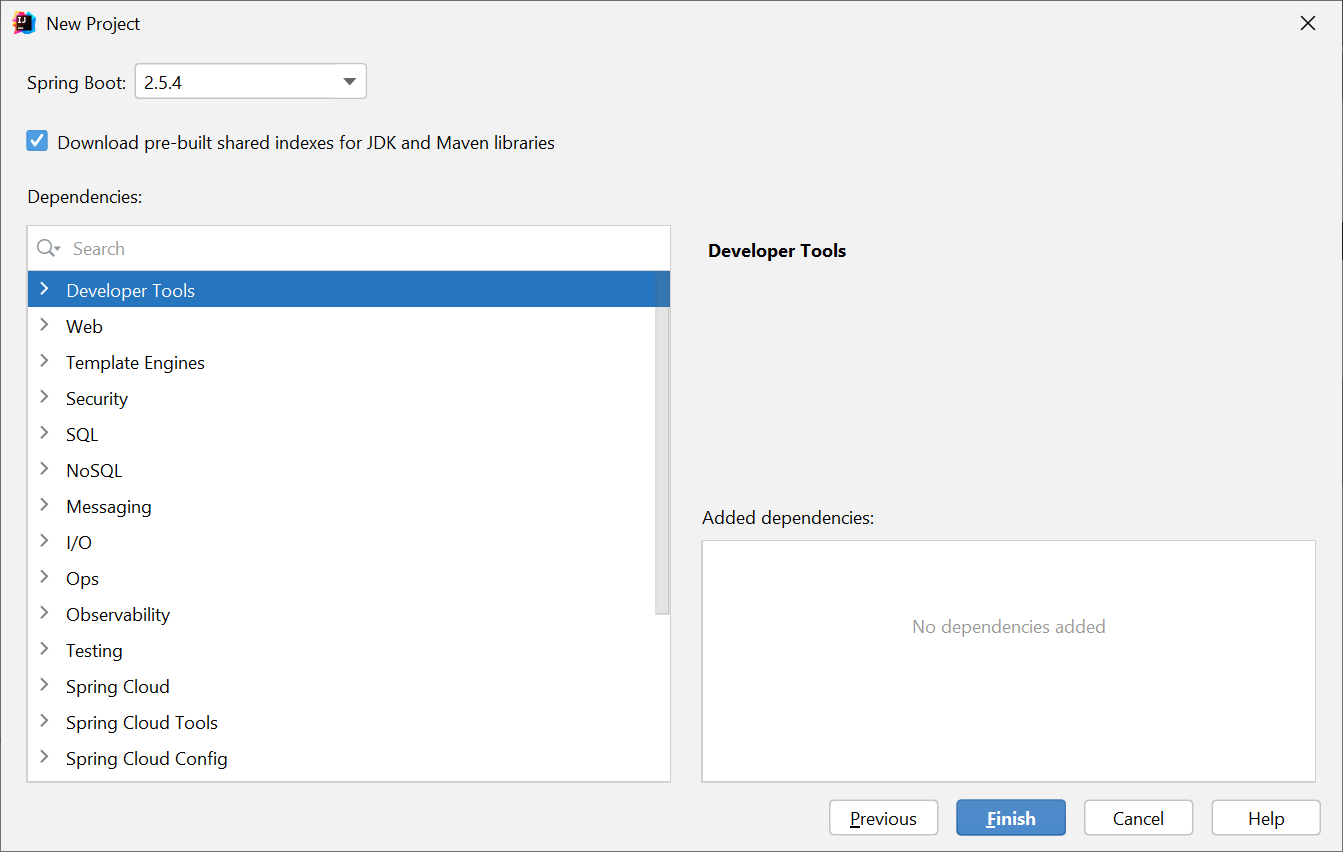 New Project
Spring Boot: 2.5.4
Download pre-built shared indexes for JDK and Maven libraries
Dependencies:
Search
Developer Tools
Web
Template Engines
Security
SQL
NoSQL
Messaging
I/O
Ops
Observability
Testing
Spring Cloud
Spring Cloud Tools
Spring Cloud Config
Developer Tools
Added dependencies:
No dependencies added
Previous Finish Cancel Help